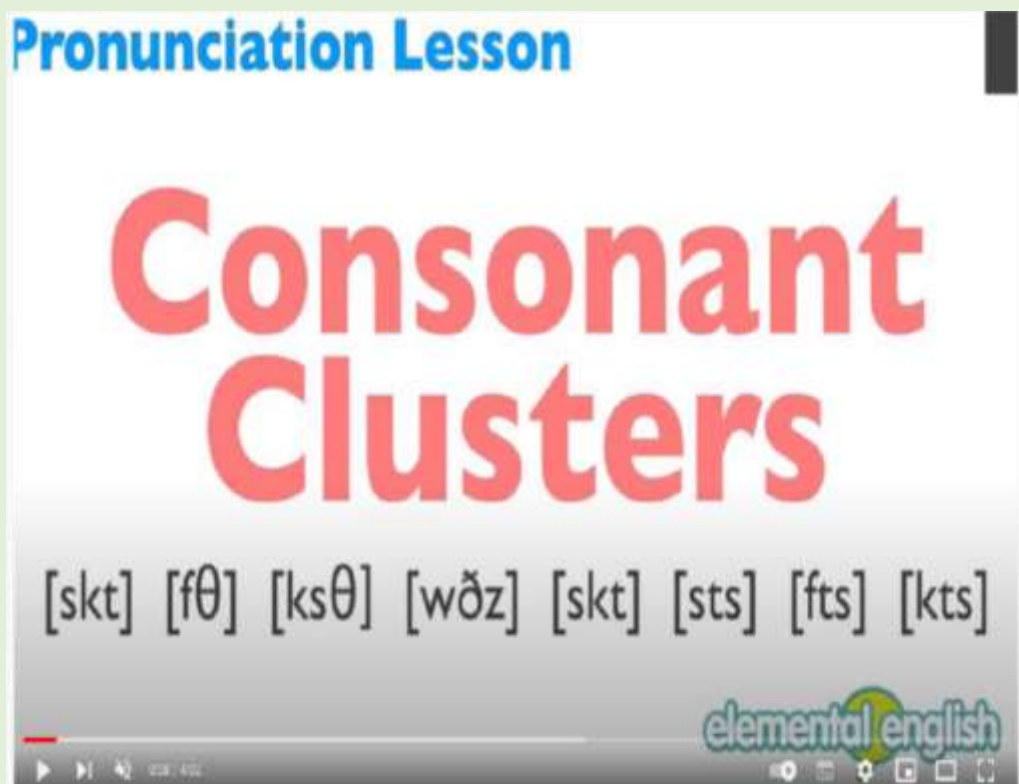 Pronunciation Lesson
Consonant
Clusters
[skt] [fθ] [ksθ] [wðz] [skt] [sts] [fts] [kts]
elemental english